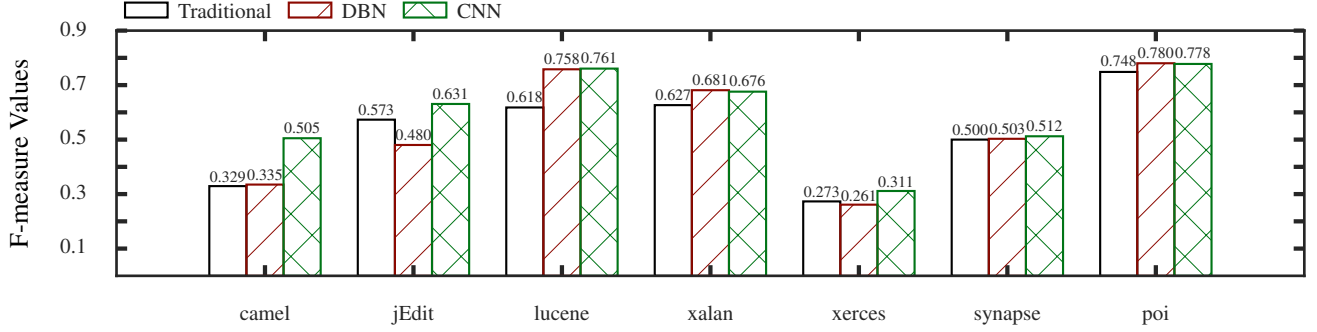 Traditional DBN CNN
F-measure Values
0.9
0.7
0.5
0.3
0.1
0.329 0.335 0.505
0.573 0.480 0.631
0.618 0.758 0.761
0.627 0.681 0.676
0.273 0.261 0.311
0.500 0.503 0.512
0.748 0.780 0.778
camel jEdit lucene xalan xerces synapse poi